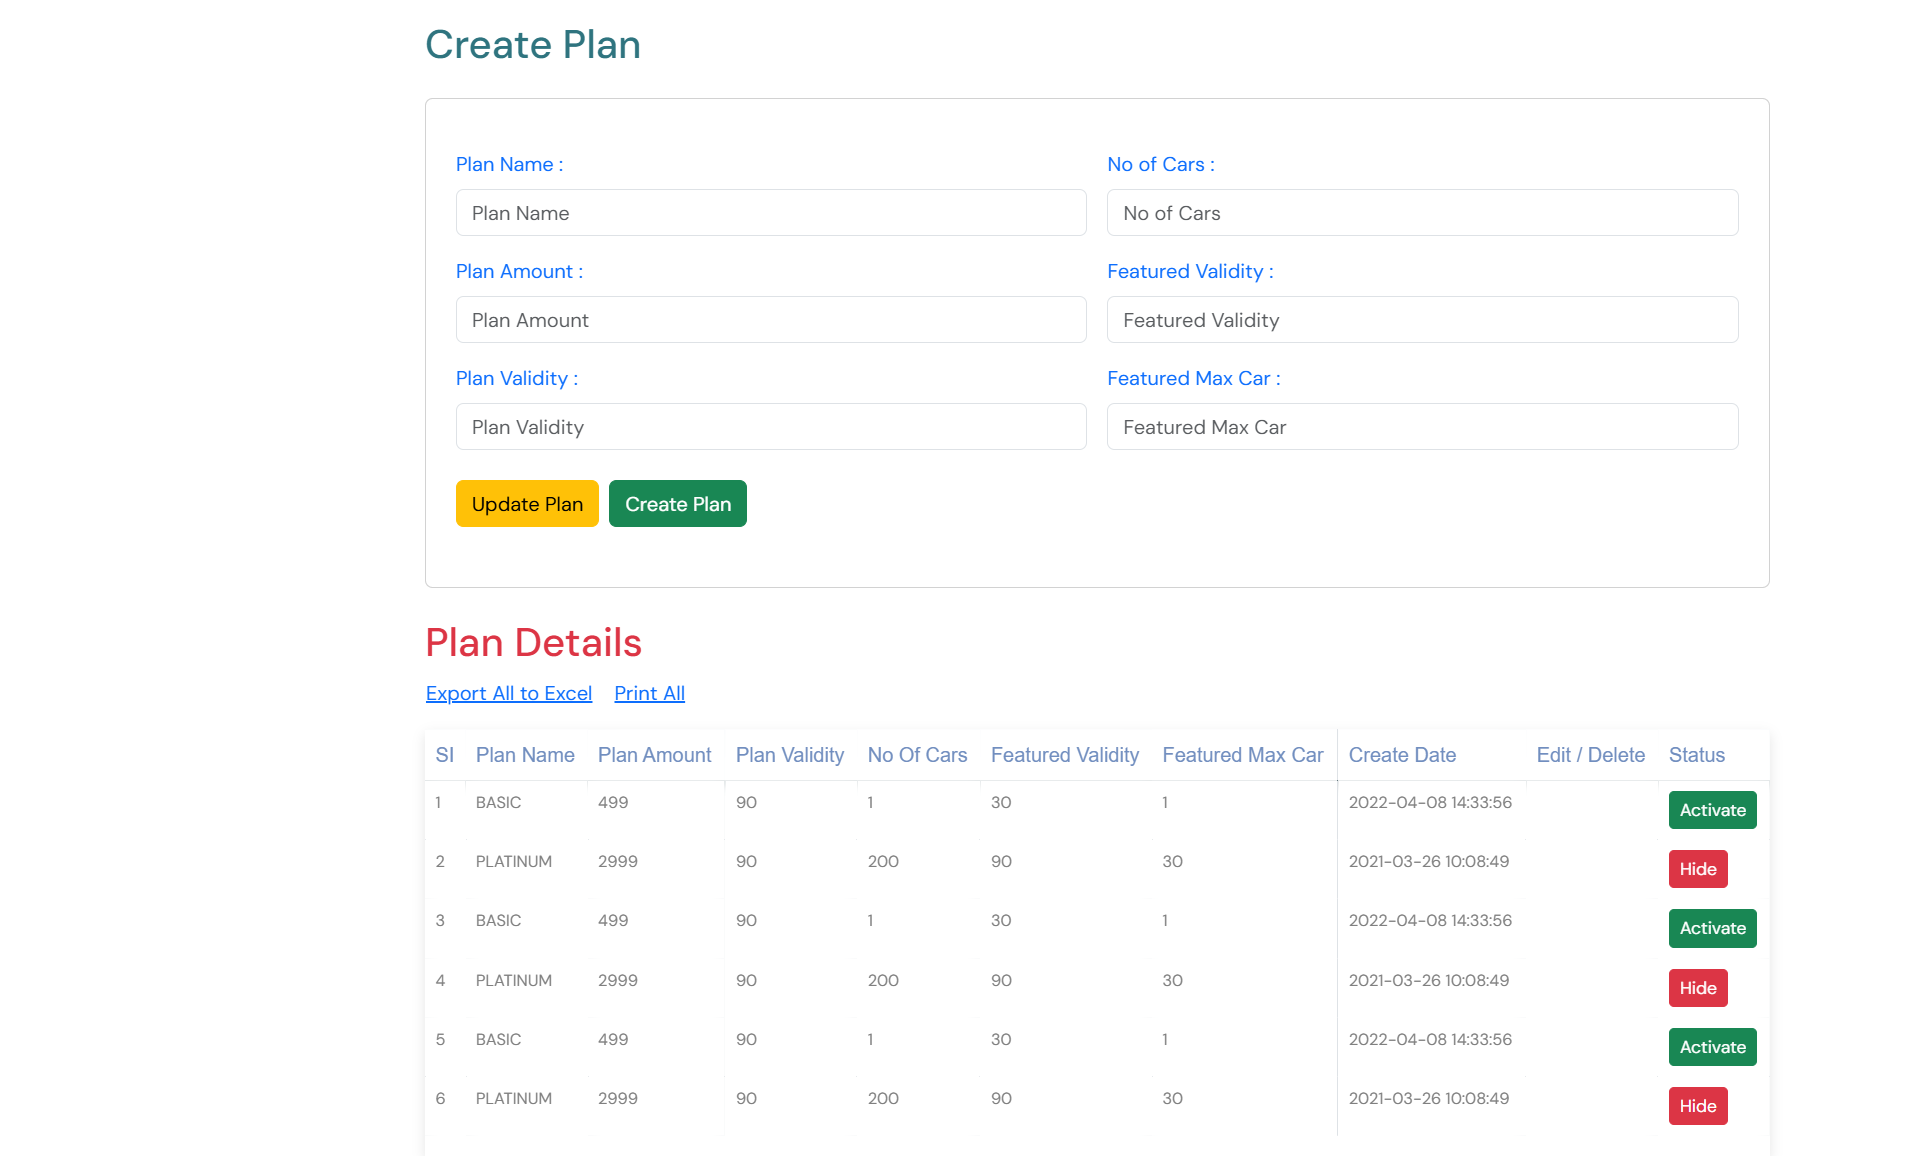 Create Plan
Plan Name : No of Cars :
Plan Name No of Cars
Plan Amount : Featured Validity :
Plan Amount Featured Validity
Plan Validity : Featured Max Car :
Plan Validity Featured Max Car
Update Plan Create Plan
Plan Details
Export All to Excel Print All
SI Plan Name Plan Amount Plan Validity No Of Cars Featured Validity Featured Max Car Create Date Edit / Delete Status
1 BASIC 499 90 1 30 1 2022-04-08 14:33:56 Activate
2 PLATINUM 2999 90 200 90 30 2021-03-26 10:08:49 Hide
3 BASIC 499 90 1 30 1 2022-04-08 14:33:56 Activate
4 PLATINUM 2999 90 200 90 30 2021-03-26 10:08:49 Hide
5 BASIC 499 90 1 30 1 2022-04-08 14:33:56 Activate
6 PLATINUM 2999 90 200 90 30 2021-03-26 10:08:49 Hide